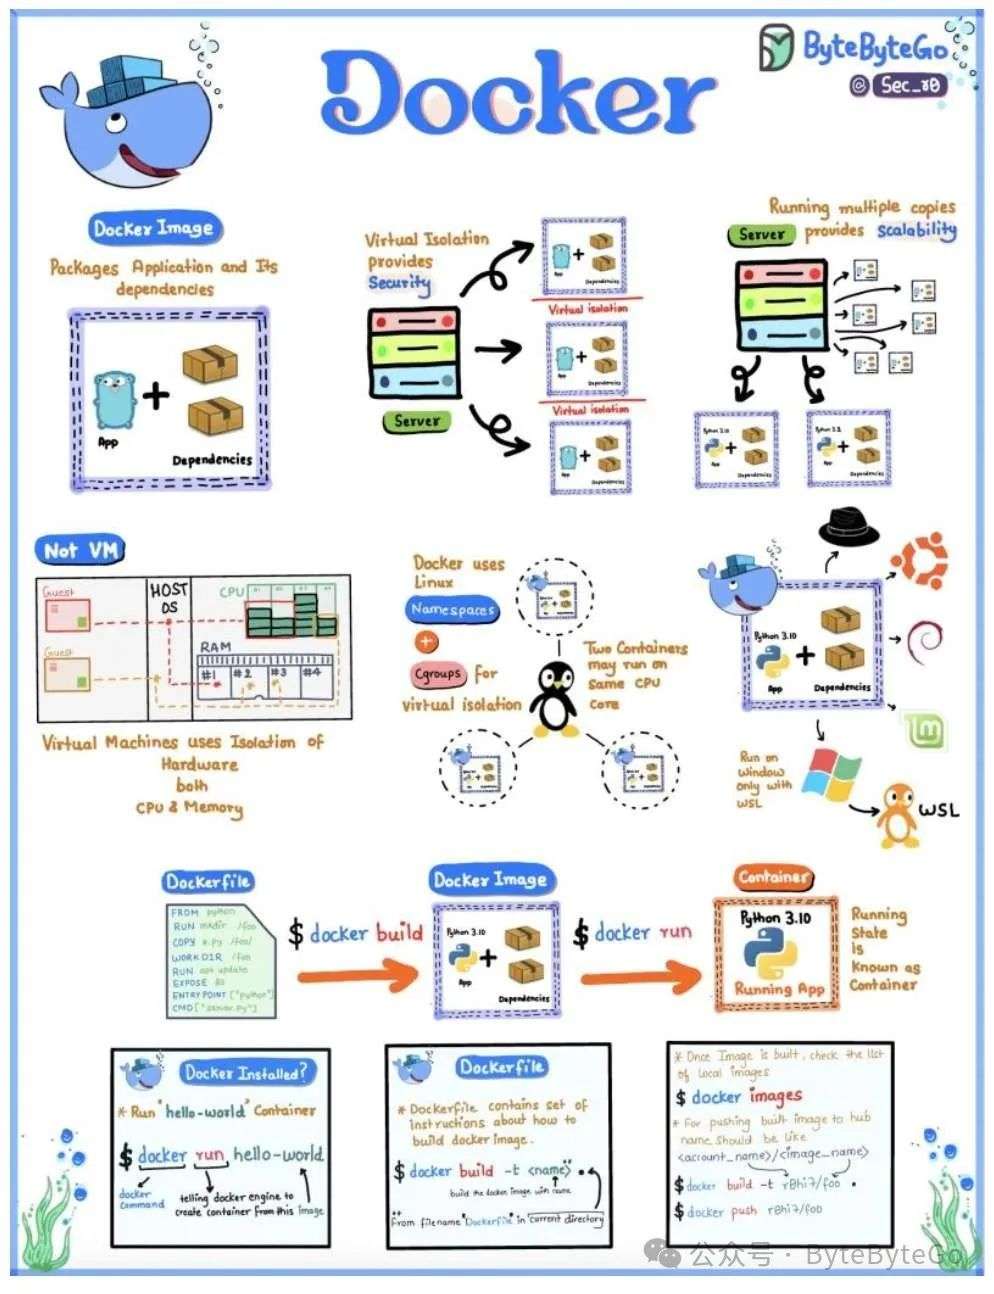 Docker
ByteByteGo
@ Sec_r0
Docker Image
Packages Application and Its
dependencies
App
Dependencies
Virtual Isolation
provides
Security
Server
App
Dependencies
Virtual isolation
App
Dependencies
Virtual isolation
App
Dependencies
Running multiple copies
provides scalability
Server
Python 3.10
App
Dependencies
App
Dependencies
Not VM
Guest
Guest
HOST
OS
CPU
RAM
#1
#2
#3
#4
Virtual Machines uses Isolation of
Hardware
both
CPU & Memory
Docker uses
Linux
Namespaces
+
Cgroups for
virtual isolation
Two Containers
may run on
same CPU
core
Python 3.10
App
Dependencies
Run on
window
only with
WSL
WSL
Dockerfile
FROM python
RUN mkdir /foo
COPY x.py /foo/
WORKDIR /foo
RUN apt update
EXPOSE 80
ENTRYPOINT ["python"]
CMD ["server.py"]
$ docker build
Docker Image
Python 3.10
App
Dependencies
$ docker run
Container
Python 3.10
Running App
Running
State
is
Known as
Container
Docker Installed?
* Run "hello-world" Container
$ docker run hello-world
docker
command
telling docker engine to
create container from this image
Dockerfile
* Dockerfile contains set of
instructions about how to
build docker image.
$ docker build -t <name> .
build the docker image with name
From filename "Dockerfile" in current directory
* Once Image is built, check the list
of local images
$ docker images
* For pushing built image to hub
name should be like
<account_name>/<image_name>
$ docker build -t r0hi7/foo .
$ docker push r0hi7/foo
公众号 · ByteByteGo